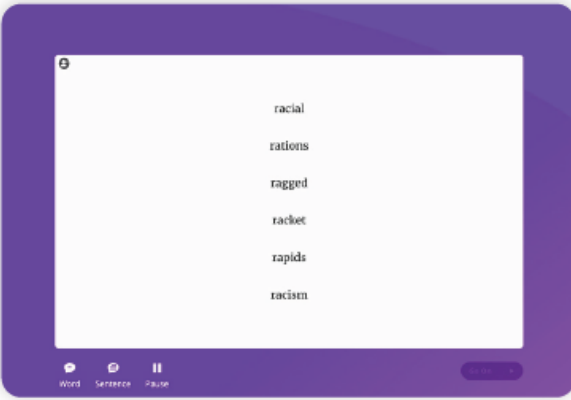 racial
rations
ragged
racket
rapids
racism
Word Sentence Pause